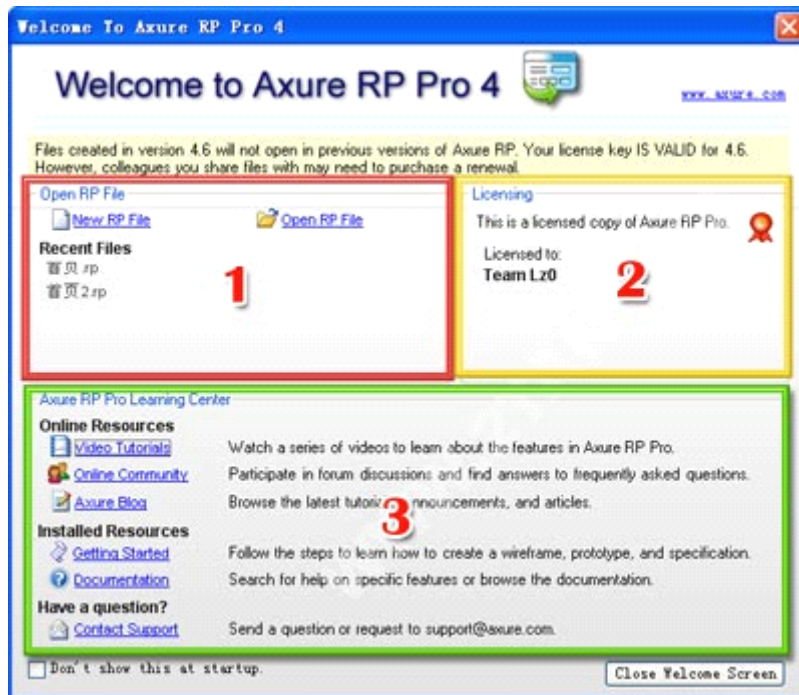 Welcome To Axure RP Pro 4
Welcome to Axure RP Pro 4
www.axure.com
Files created in version 4.6 will not open in previous versions of Axure RP. Your license key IS VALID for 4.6.
However, colleagues you share files with may need to purchase a renewal.
Open RP File
New RP File Open RP File
Recent Files
首页.rp
首页2.rp
1
Licensing
This is a licensed copy of Axure RP Pro.
Licensed to:
Team Lz0
2
Axure RP Pro Learning Center
Online Resources
Video Tutorials Watch a series of videos to learn about the features in Axure RP Pro.
Online Community Participate in forum discussions and find answers to frequently asked questions.
Axure Blog Browse the latest tutorials, announcements, and articles.
3
Installed Resources
Getting Started Follow the steps to learn how to create a wireframe, prototype, and specification.
Documentation Search for help on specific features or browse the documentation.
Have a question?
Contact Support Send a question or request to support@axure.com.
Don't show this at startup.
Close Welcome Screen